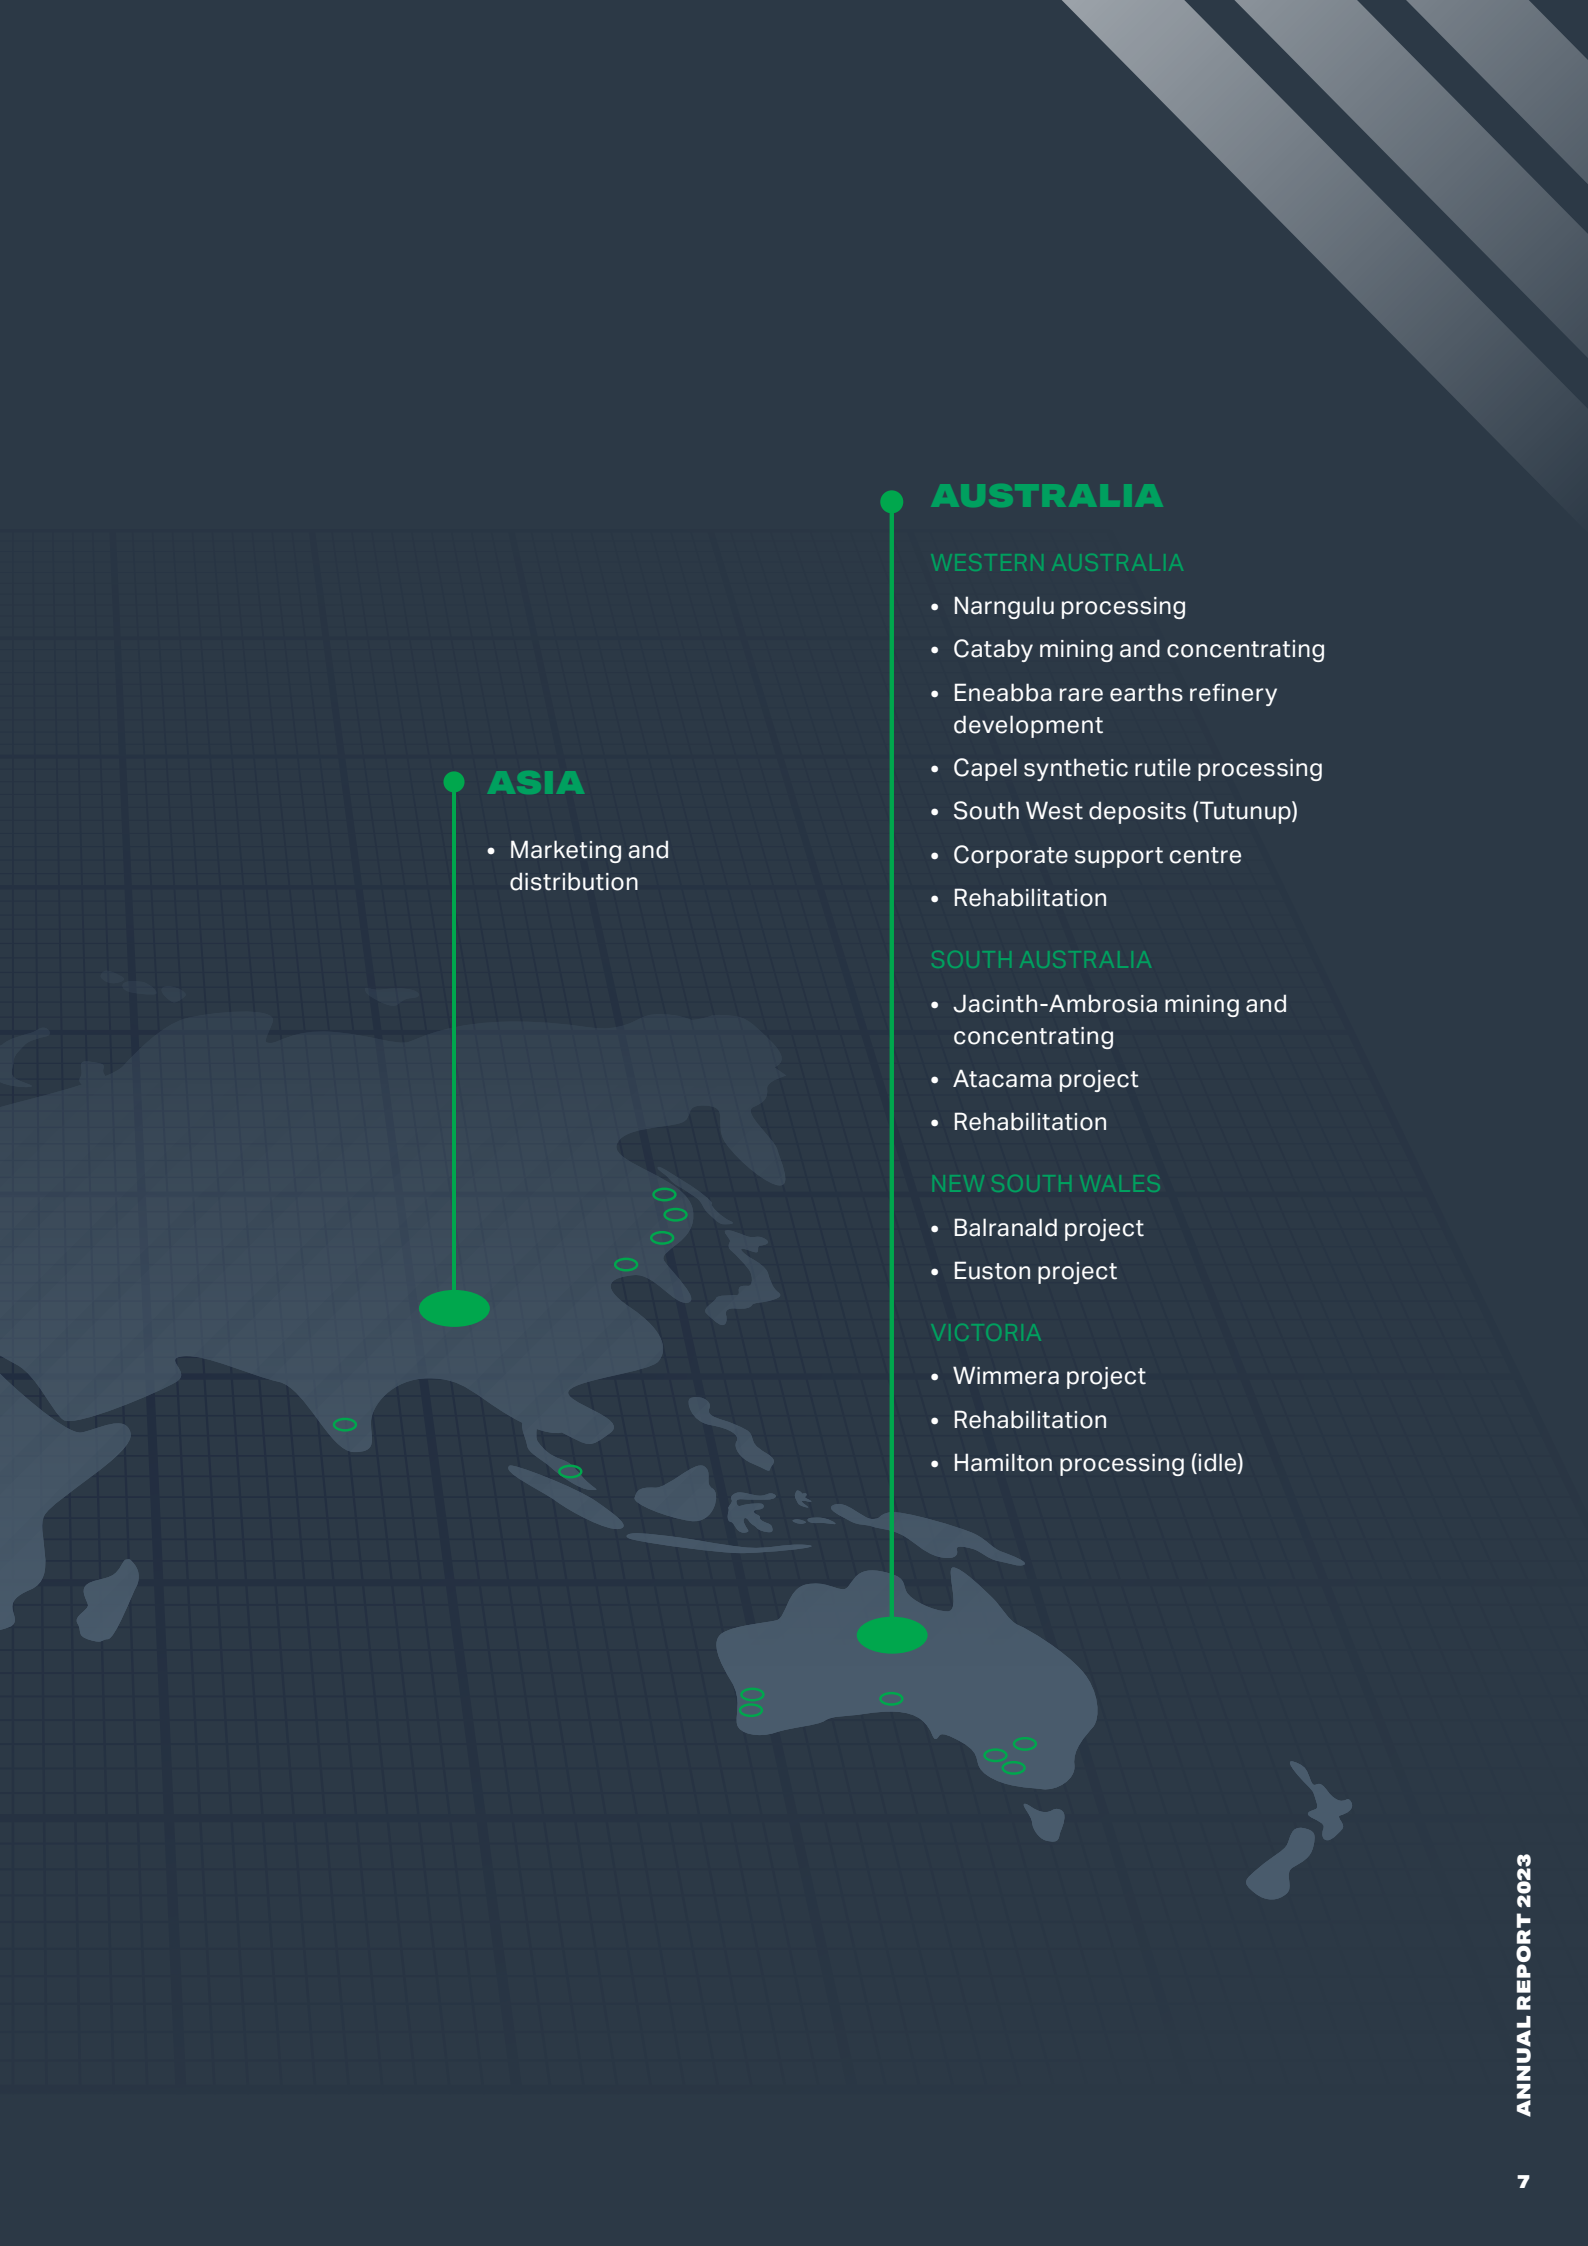 AUSTRALIA
WESTERN AUSTRALIA
• Narngulu processing
• Cataby mining and concentrating
• Eneabba rare earths refinery
development
• Capel synthetic rutile processing
• South West deposits (Tutunup)
• Corporate support centre
• Rehabilitation
SOUTH AUSTRALIA
• Jacinth-Ambrosia mining and
concentrating
• Atacama project
• Rehabilitation
NEW SOUTH WALES
• Balranald project
• Euston project
VICTORIA
• Wimmera project
• Rehabilitation
• Hamilton processing (idle)
ASIA
• Marketing and
distribution
ANNUAL REPORT 2023
7